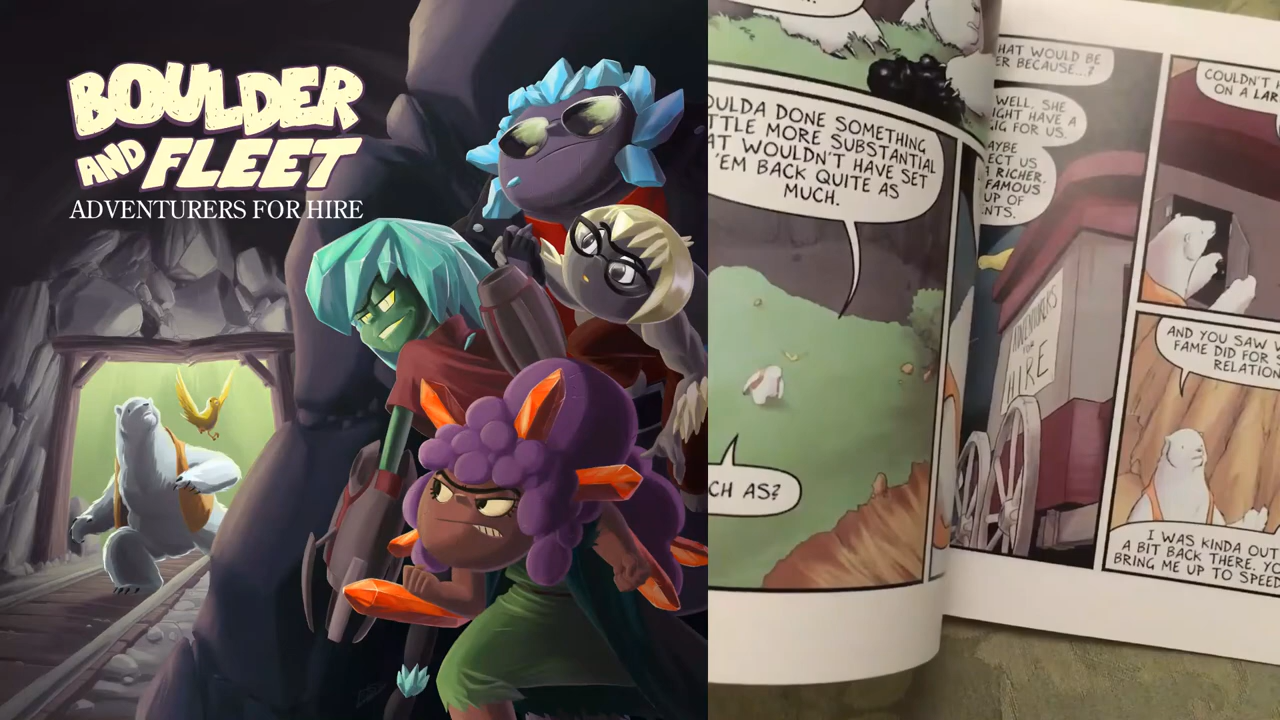 BOULDER
AND FLEET
ADVENTURERS FOR HIRE
OULDA DONE SOMETHING
TTLE MORE SUBSTANTIAL
AT WOULDN'T HAVE SET
'EM BACK QUITE AS
MUCH.
CH AS?
HAT WOULD BE
ER BECAUSE...?
WELL, SHE
IGHT HAVE A
GIG FOR US.
AYBE
ECT US
A RICHER,
FAMOUS
UP OF
NTS.
ADVENTURERS
FOR
HIRE
COULDN'T H
ON A LAR
AND YOU SAW W
FAME DID FOR
RELATION
I WAS KINDA OUT
A BIT BACK THERE. YO
BRING ME UP TO SPEED